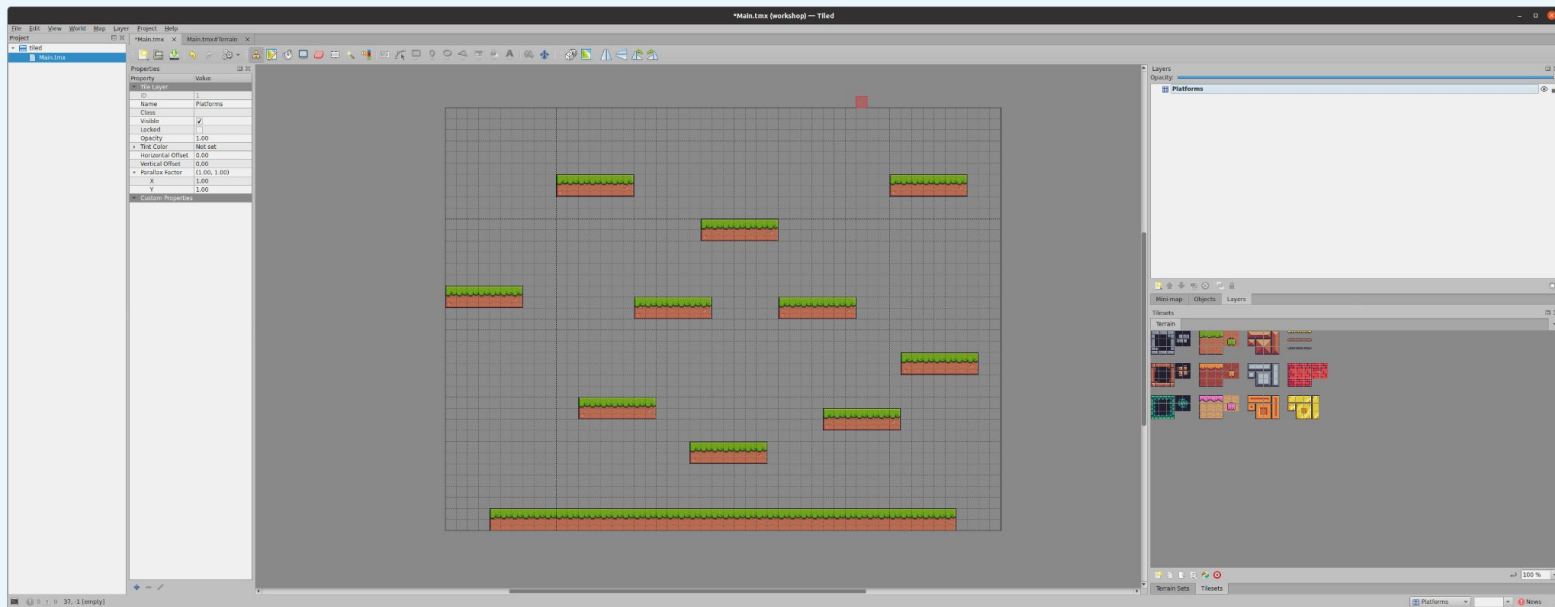 *Main.tmx (workshop) — Tiled
File Edit View World Map Layer Project Help
Project
tiled
Main.tmx
*Main.tmx
Main.tmx#Terrain
Properties
Property Value
Tile Layer
ID 1
Name Platforms
Class
Visible
Locked
Opacity 1.00
Tint Color Not set
Horizontal Offset 0.00
Vertical Offset 0.00
Parallax Factor (1.00, 1.00)
X 1.00
Y 1.00
Custom Properties
Layers
Opacity:
Platforms
Mini-map Objects Layers
Tilesets
Terrain
100 %
Terrain Sets Tilesets
0 0 37, -1 [empty]
Platforms
News